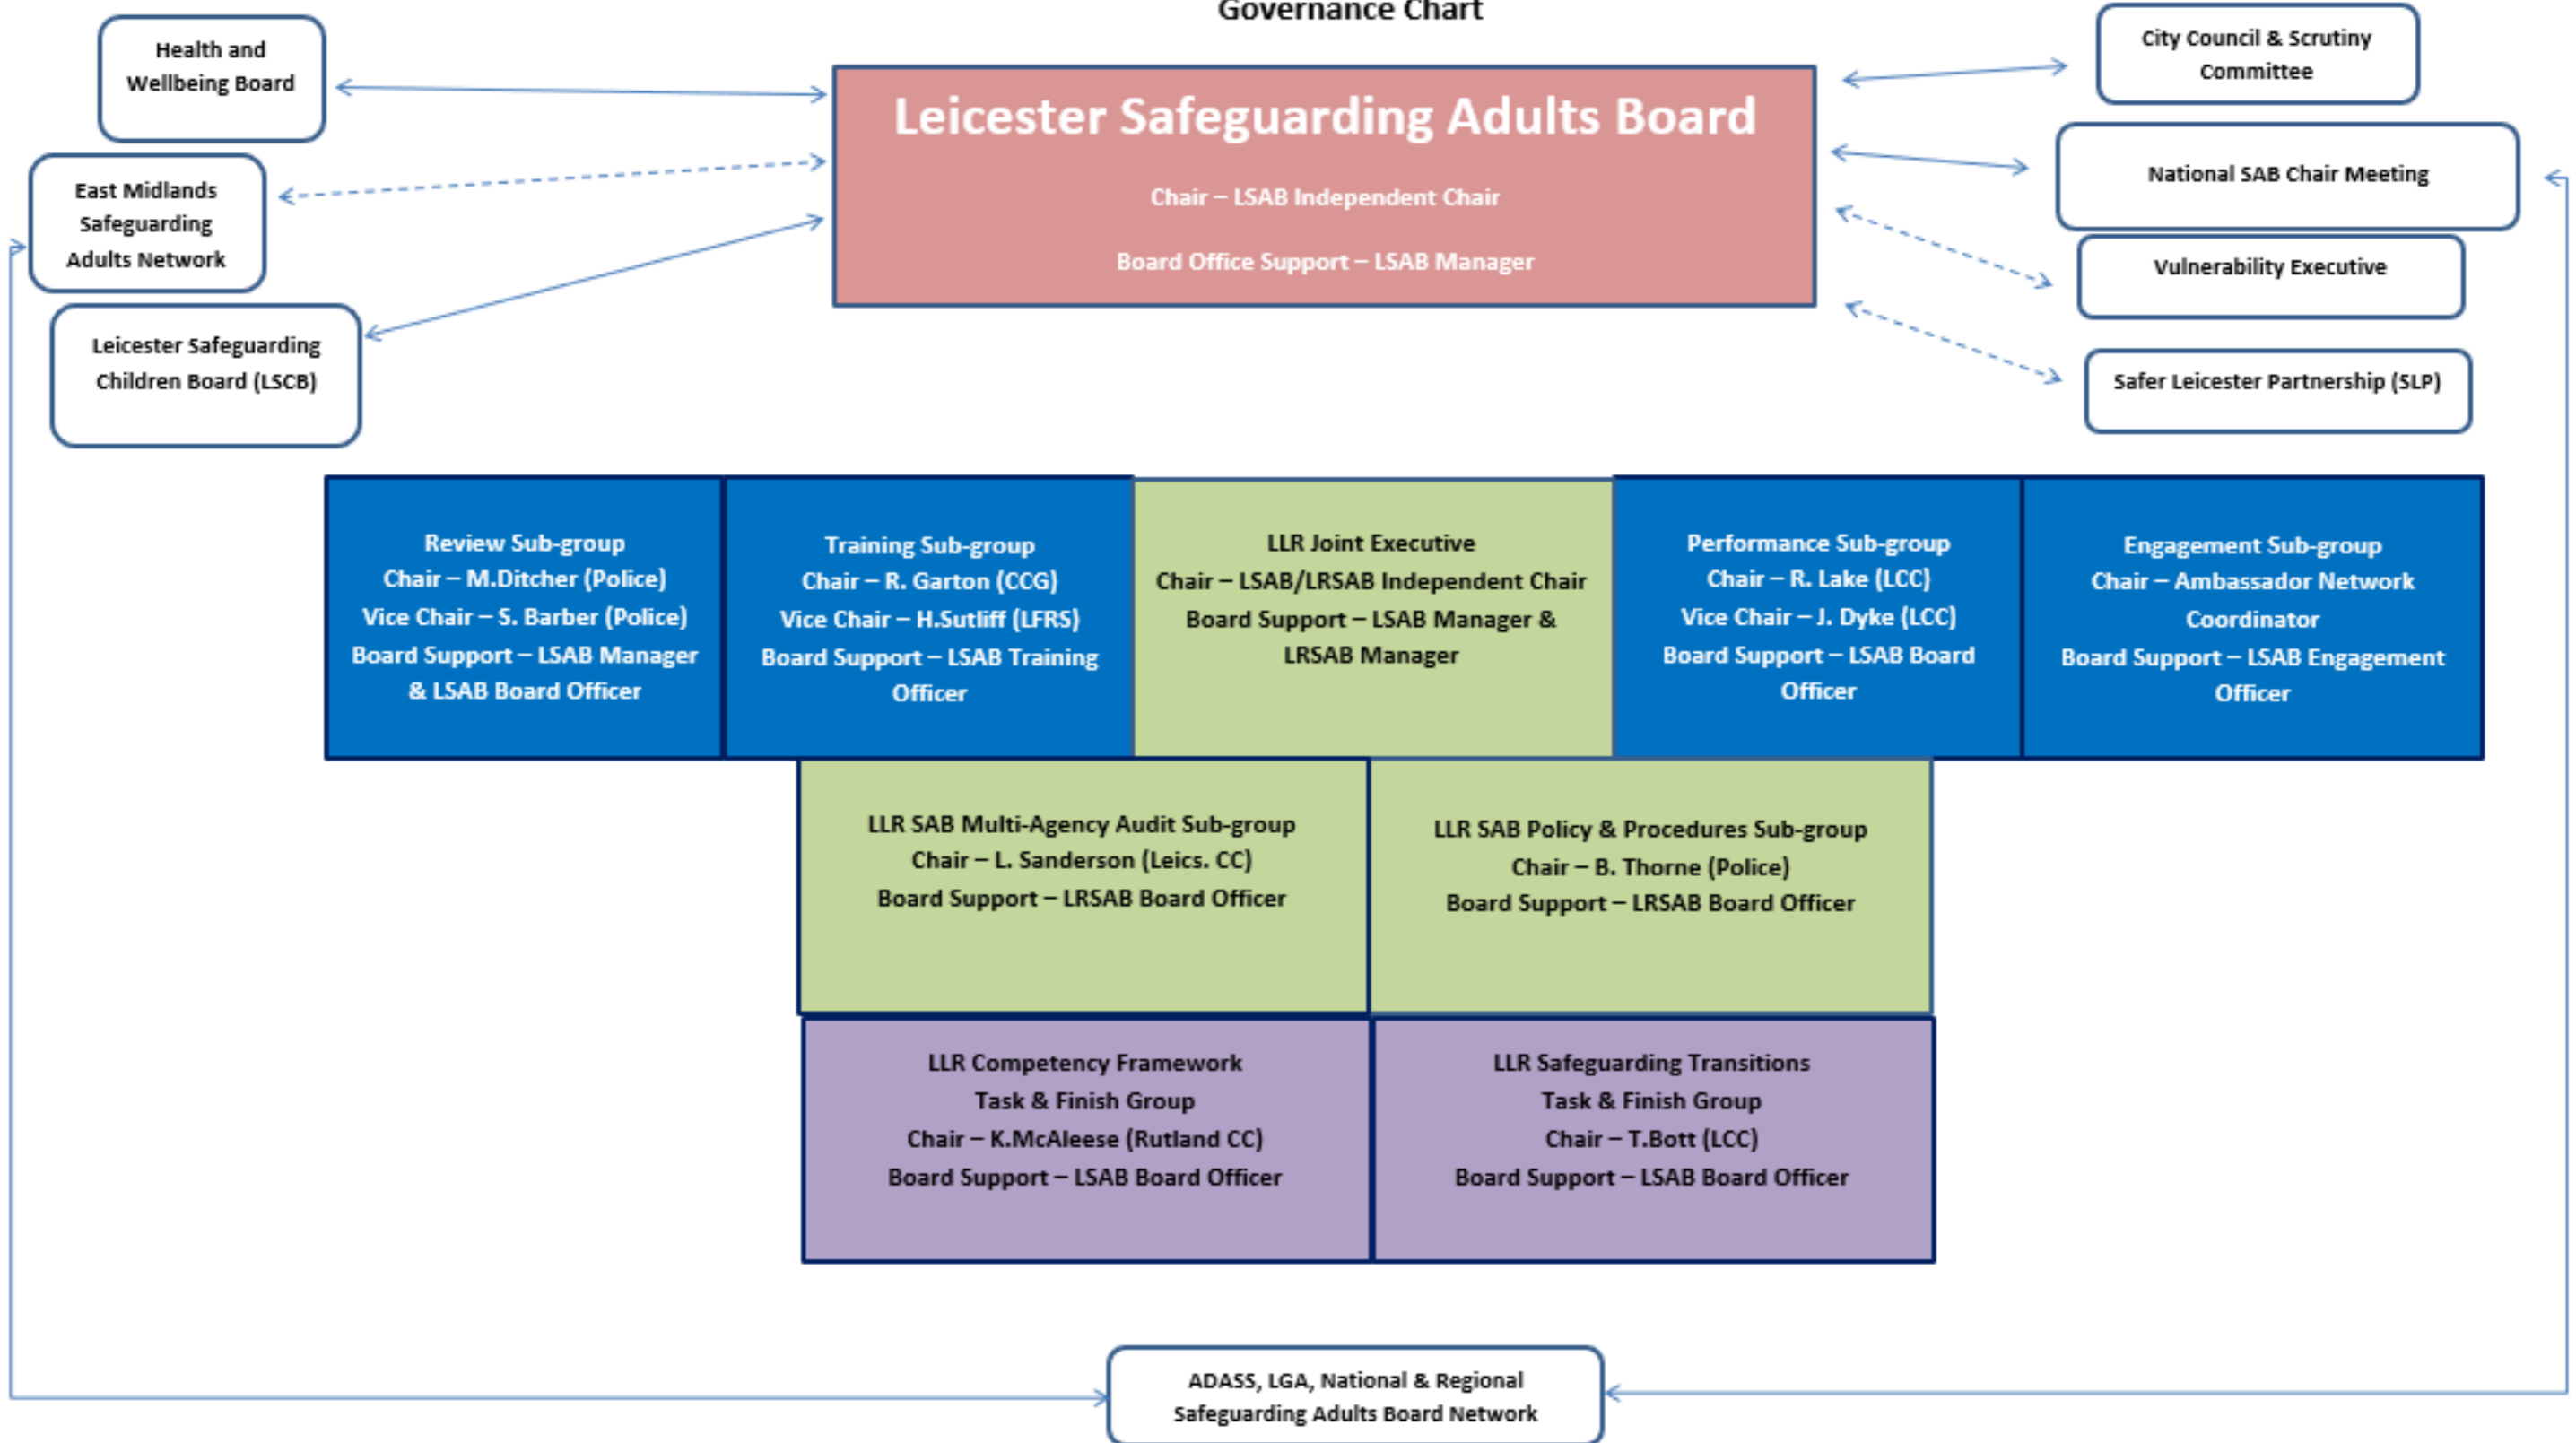 Governance Chart
Health and
Wellbeing Board
East Midlands
Safeguarding
Adults Network
Leicester Safeguarding
Children Board (LSCB)
Leicester Safeguarding Adults Board
Chair – LSAB Independent Chair
Board Office Support – LSAB Manager
City Council & Scrutiny
Committee
National SAB Chair Meeting
Vulnerability Executive
Safer Leicester Partnership (SLP)
Review Sub-group
Chair – M.Ditcher (Police)
Vice Chair – S. Barber (Police)
Board Support – LSAB Manager
& LSAB Board Officer
Training Sub-group
Chair – R. Garton (CCG)
Vice Chair – H.Sutliff (LFRS)
Board Support – LSAB Training
Officer
LLR Joint Executive
Chair – LSAB/LRSAB Independent Chair
Board Support – LSAB Manager &
LRSAB Manager
Performance Sub-group
Chair – R. Lake (LCC)
Vice Chair – J. Dyke (LCC)
Board Support – LSAB Board
Officer
Engagement Sub-group
Chair – Ambassador Network
Coordinator
Board Support – LSAB Engagement
Officer
LLR SAB Multi-Agency Audit Sub-group
Chair – L. Sanderson (Leics. CC)
Board Support – LRSAB Board Officer
LLR SAB Policy & Procedures Sub-group
Chair – B. Thorne (Police)
Board Support – LRSAB Board Officer
LLR Competency Framework
Task & Finish Group
Chair – K.McAleese (Rutland CC)
Board Support – LSAB Board Officer
LLR Safeguarding Transitions
Task & Finish Group
Chair – T.Bott (LCC)
Board Support – LSAB Board Officer
ADASS, LGA, National & Regional
Safeguarding Adults Board Network